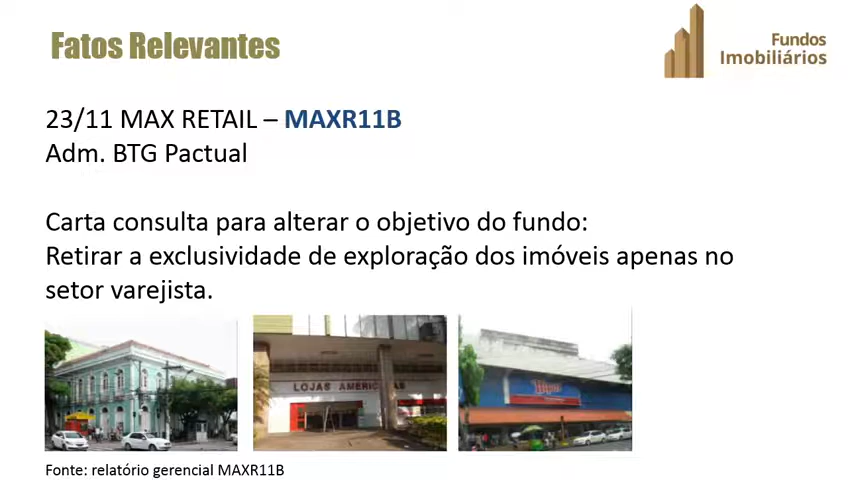 Fatos Relevantes
Fundos
Imobiliários
23/11 MAX RETAIL – MAXR11B
Adm. BTG Pactual
Carta consulta para alterar o objetivo do fundo:
Retirar a exclusividade de exploração dos imóveis apenas no
setor varejista.
LOJAS AMERICANAS
Fonte: relatório gerencial MAXR11B